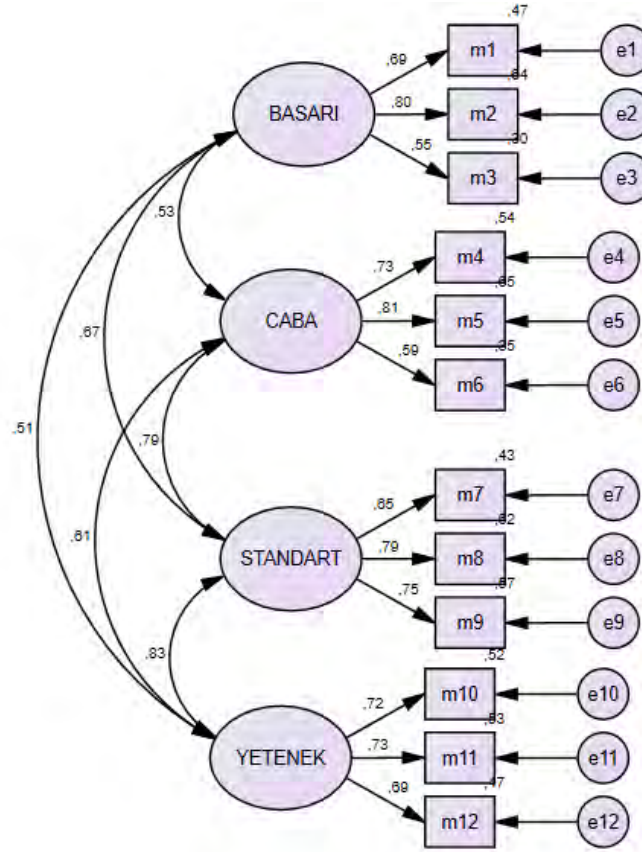 ,47
m1
e1
,69
BASARI
,64
,80
m2
e2
,30
,55
m3
e3
,53
,54
m4
e4
,73
,65
CABA
,81
m5
e5
,35
,59
m6
e6
,67
,51
,79
,61
,43
m7
e7
,65
,62
STANDART
,79
m8
e8
,57
,75
m9
e9
,83
,52
m10
e10
,72
,53
YETENEK
,73
m11
e11
,47
,69
m12
e12